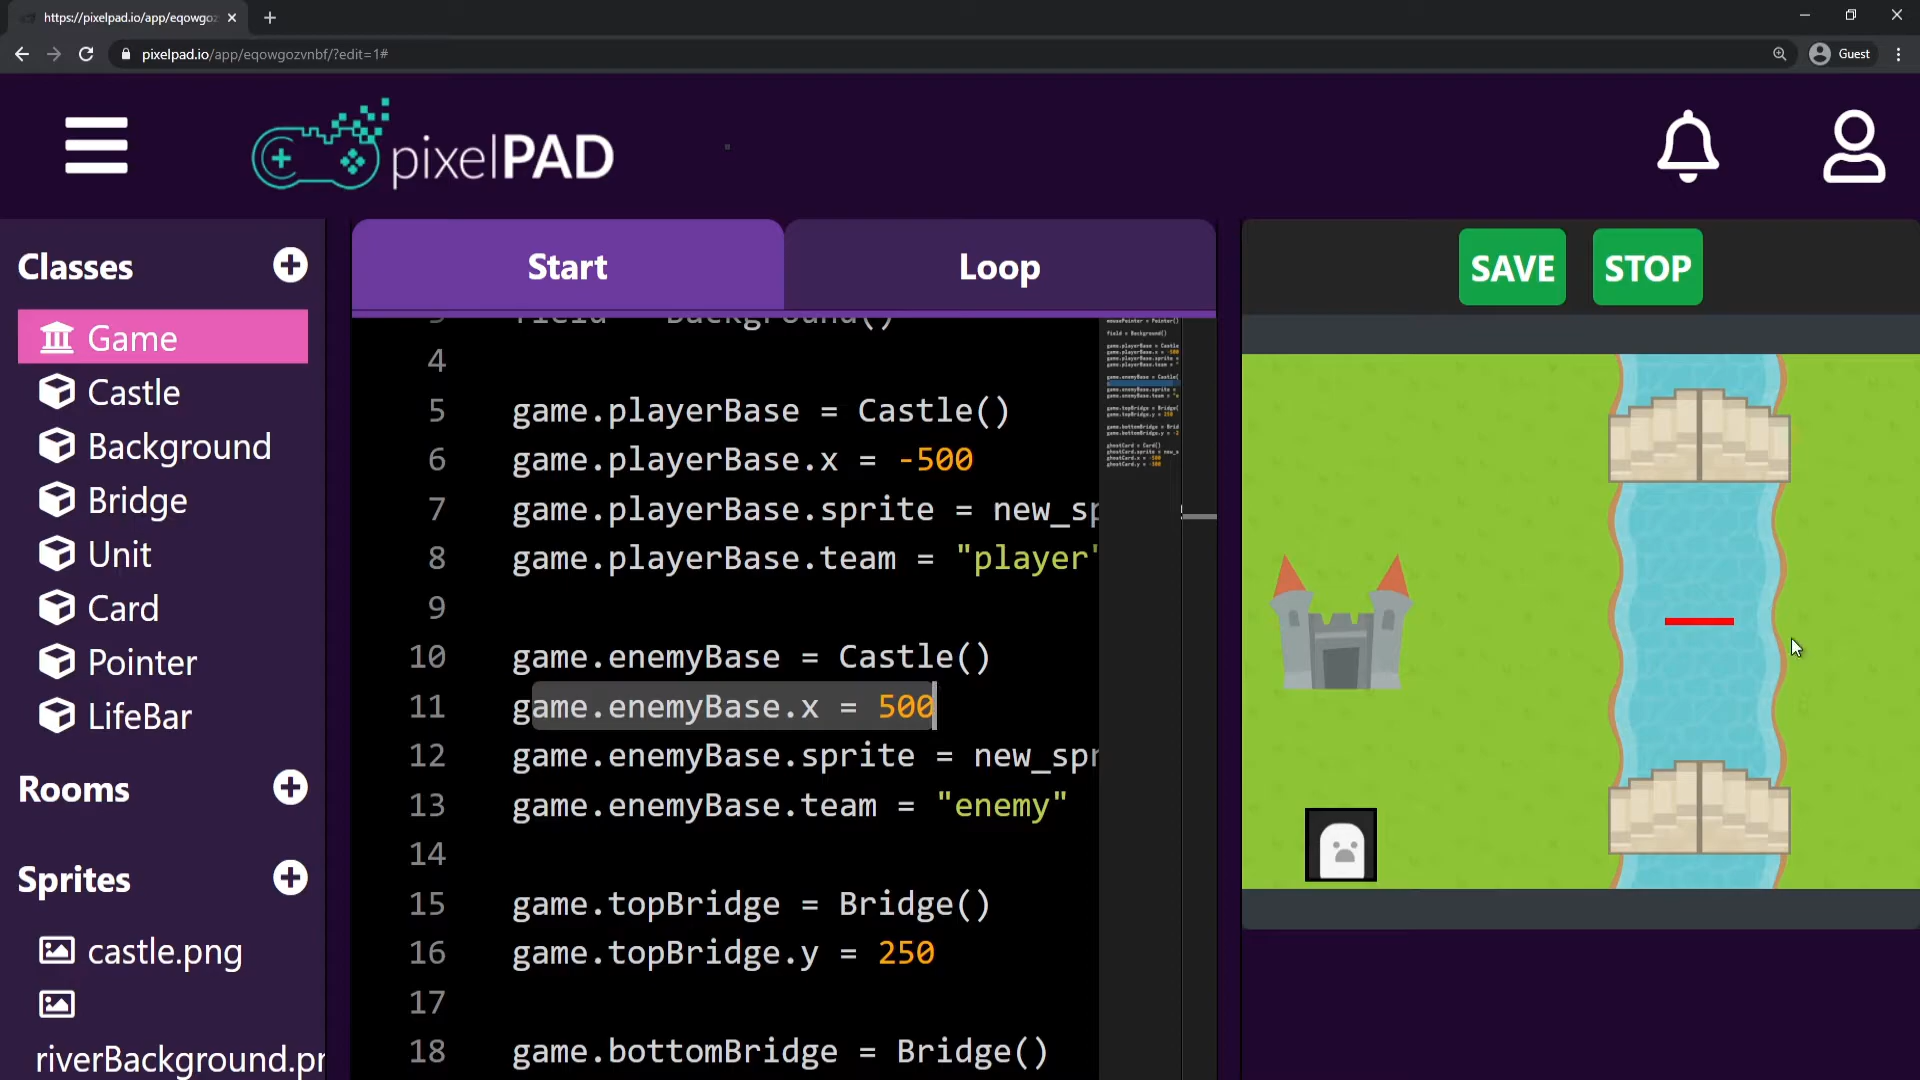 https://pixelpad.io/app/eqowgoz
pixelpad.io/app/eqowgozvnbf/?edit=1#
Guest
pixelPAD
Classes
Game
Castle
Background
Bridge
Unit
Card
Pointer
LifeBar
Rooms
Sprites
castle.png
riverBackground.pr
Start
Loop
3 field = Background()
4
5 game.playerBase = Castle()
6 game.playerBase.x = -500
7 game.playerBase.sprite = new_sp
8 game.playerBase.team = "player"
9
10 game.enemyBase = Castle()
11 game.enemyBase.x = 500
12 game.enemyBase.sprite = new_spr
13 game.enemyBase.team = "enemy"
14
15 game.topBridge = Bridge()
16 game.topBridge.y = 250
17
18 game.bottomBridge = Bridge()
SAVE
STOP